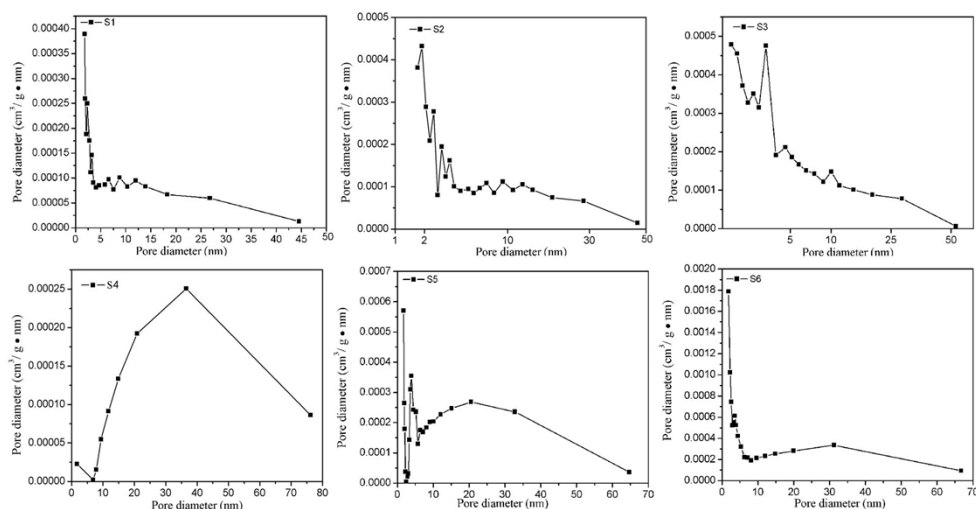 S1
Pore diameter (cm³/ g • nm)
0.00040
0.00035
0.00030
0.00025
0.00020
0.00015
0.00010
0.00005
0.00000
0 5 10 15 20 25 30 35 40 45 50
Pore diameter (nm)
S2
Pore diameter (cm³/ g • nm)
0.0005
0.0004
0.0003
0.0002
0.0001
0.0000
1 2 10 30 50
Pore diameter (nm)
S3
Pore diameter (cm³/ g • nm)
0.0005
0.0004
0.0003
0.0002
0.0001
0.0000
5 10 25 50
Pore diameter (nm)
S4
Pore diameter (cm³/ g • nm)
0.00025
0.00020
0.00015
0.00010
0.00005
0.00000
0 10 20 30 40 50 60 70 80
Pore diameter (nm)
S5
Pore diameter (cm³/ g • nm)
0.0007
0.0006
0.0005
0.0004
0.0003
0.0002
0.0001
0.0000
0 10 20 30 40 50 60 70
Pore diameter (nm)
S6
Pore diameter (cm³/ g • nm)
0.0020
0.0018
0.0016
0.0014
0.0012
0.0010
0.0008
0.0006
0.0004
0.0002
0.0000
0 10 20 30 40 50 60 70
Pore diameter (nm)